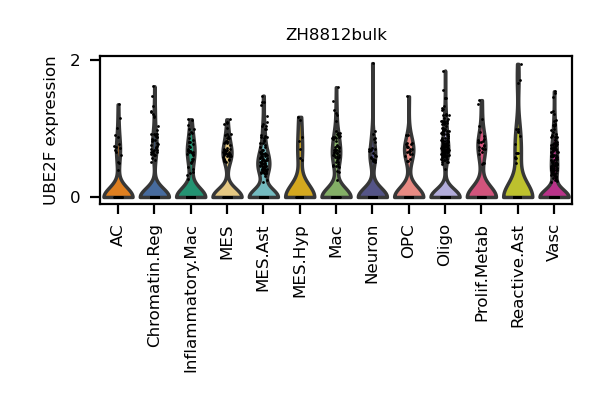 ZH8812bulk
UBE2F expression
2
0
AC
Chromatin.Reg
Inflammatory.Mac
MES
MES.Ast
MES.Hyp
Mac
Neuron
OPC
Oligo
Prolif.Metab
Reactive.Ast
Vasc